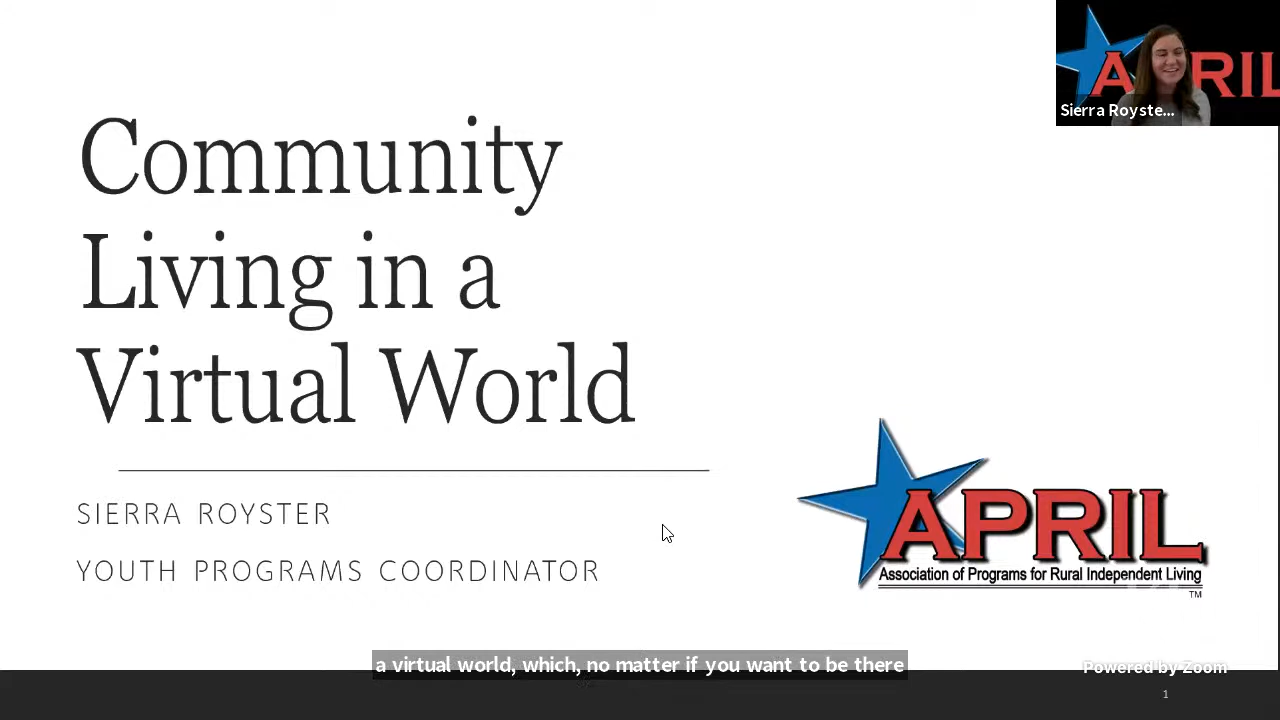 APRIL
Sierra Royste...
Community
Living in a
Virtual World
SIERRA ROYSTER
YOUTH PROGRAMS COORDINATOR
APRIL
Association of Programs for Rural Independent Living
TM
a virtual world, which, no matter if you want to be there
Powered by Zoom
1